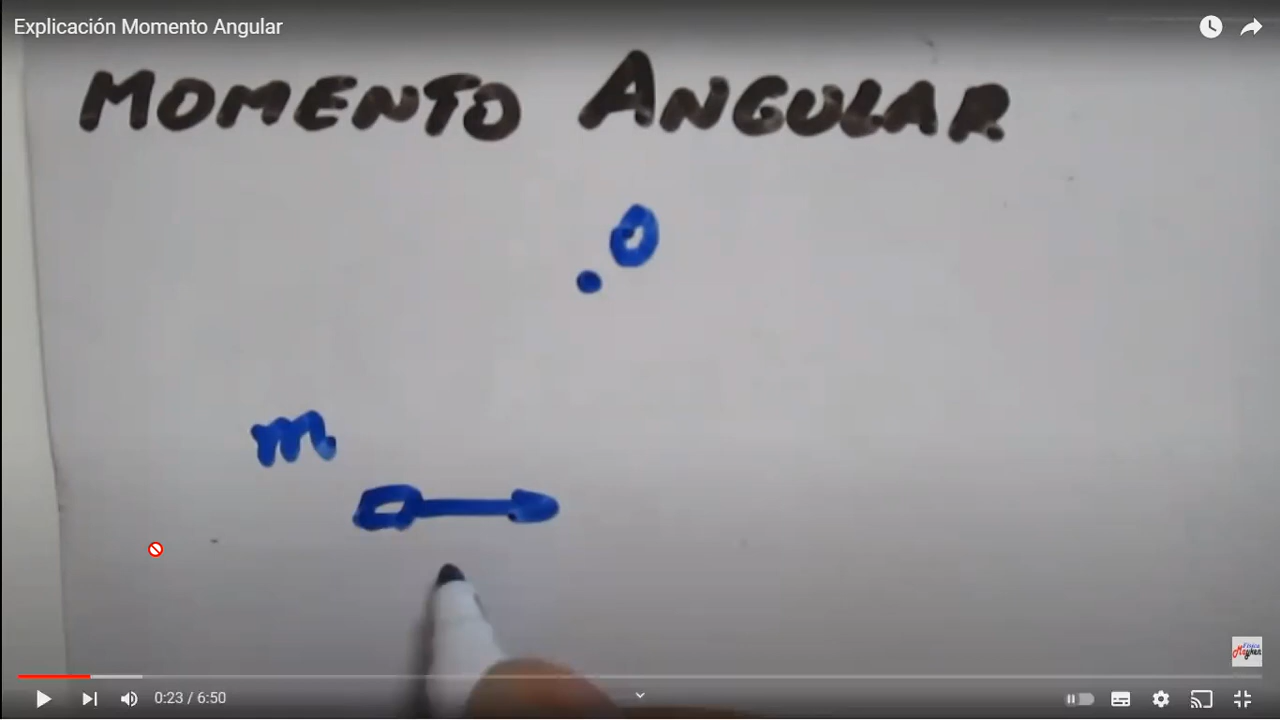 Explicación Momento Angular
MOMENTO ANGULAR
O
m
0:23 / 6:50